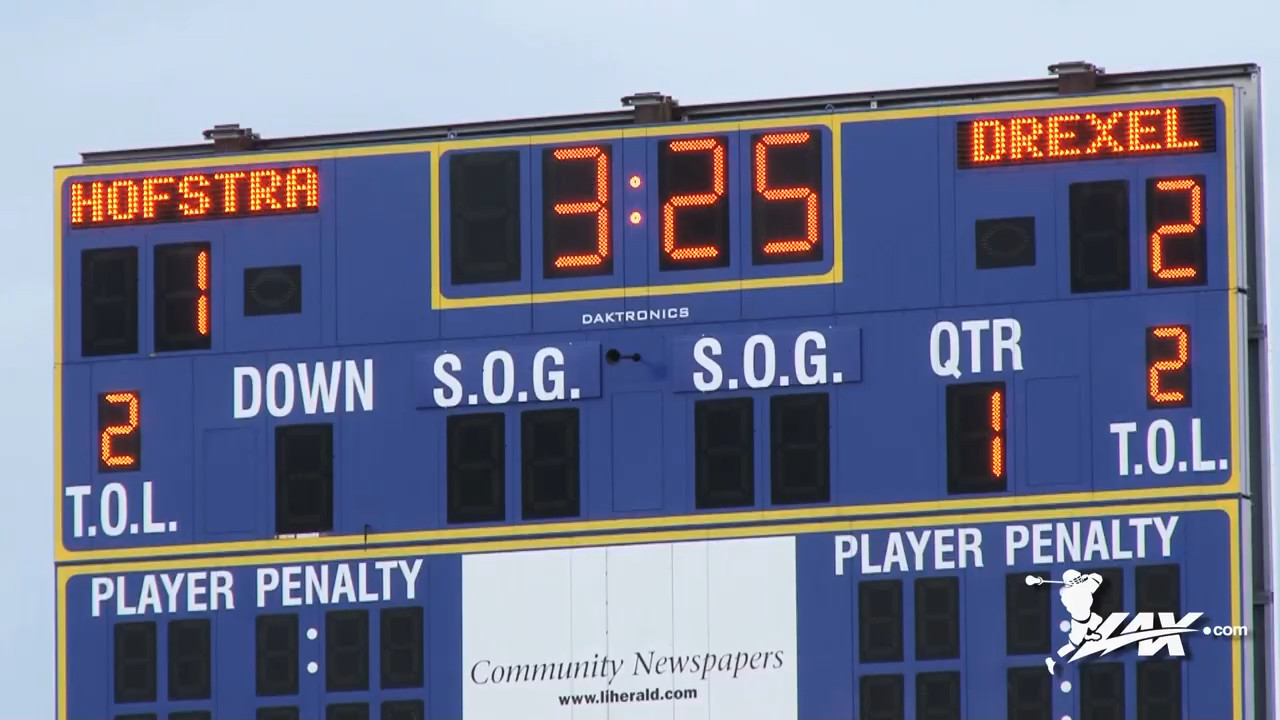 HOFSTRA 3:25 DREXEL
1 2
DAKTRONICS
2 DOWN S.O.G. S.O.G. QTR 2
1
T.O.L. T.O.L.
PLAYER PENALTY PLAYER PENALTY
Community Newspapers
www.liherald.com
LAX.com